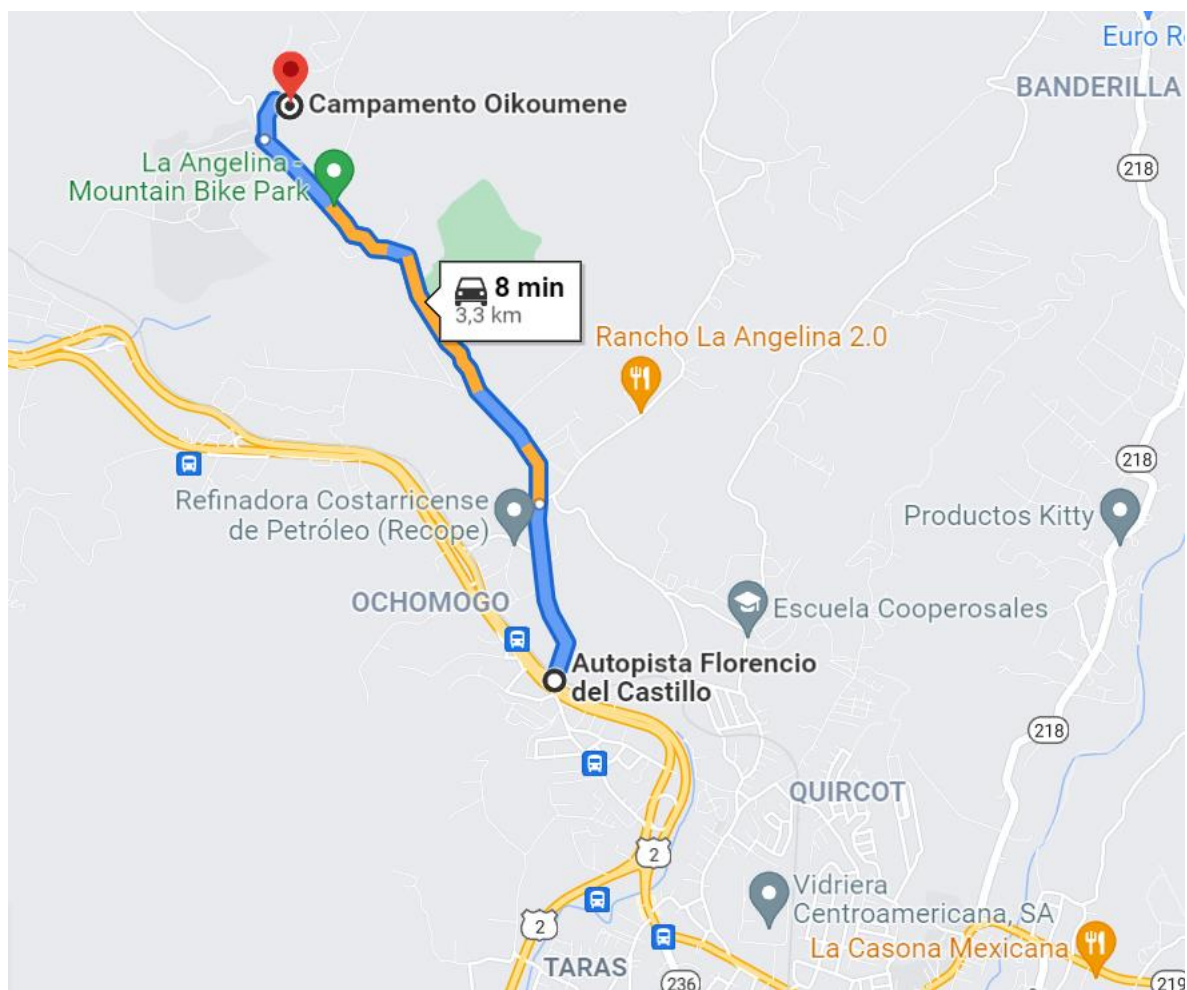 Euro R
BANDERILLA
Campamento Oikoumene
La Angelina -
Mountain Bike Park
218
8 min
3,3 km
Rancho La Angelina 2.0
218
Refinadora Costarricense
de Petróleo (Recope)
Productos Kitty
OCHOMOGO
Escuela Cooperosales
Autopista Florencio
del Castillo
218
QUIRCOT
2
Vidriera
Centroamericana, SA
2
La Casona Mexicana
TARAS
236
219